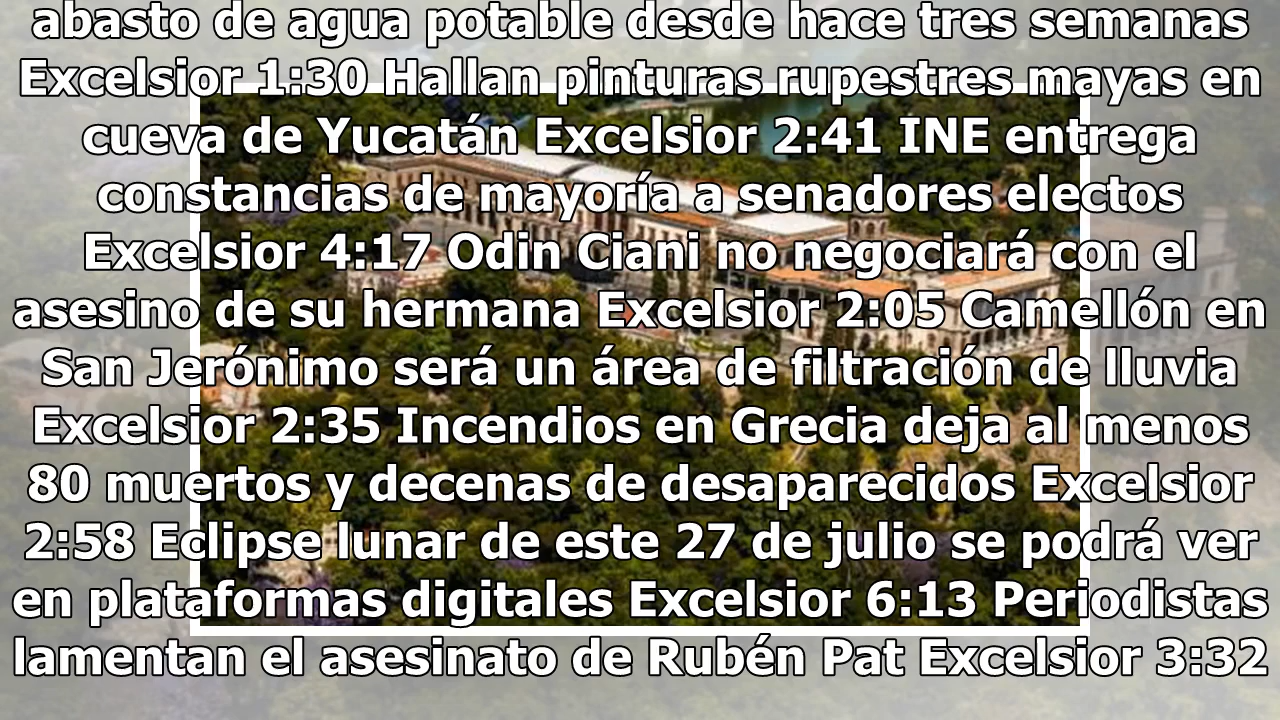 abasto de agua potable desde hace tres semanas
Excelsior 1:30 Hallan pinturas rupestres mayas en
cueva de Yucatán Excelsior 2:41 INE entrega
constancias de mayoría a senadores electos
Excelsior 4:17 Odin Ciani no negociará con el
asesino de su hermana Excelsior 2:05 Camellón en
San Jerónimo será un área de filtración de lluvia
Excelsior 2:35 Incendios en Grecia deja al menos
80 muertos y decenas de desaparecidos Excelsior
2:58 Eclipse lunar de este 27 de julio se podrá ver
en plataformas digitales Excelsior 6:13 Periodistas
lamentan el asesinato de Rubén Pat Excelsior 3:32